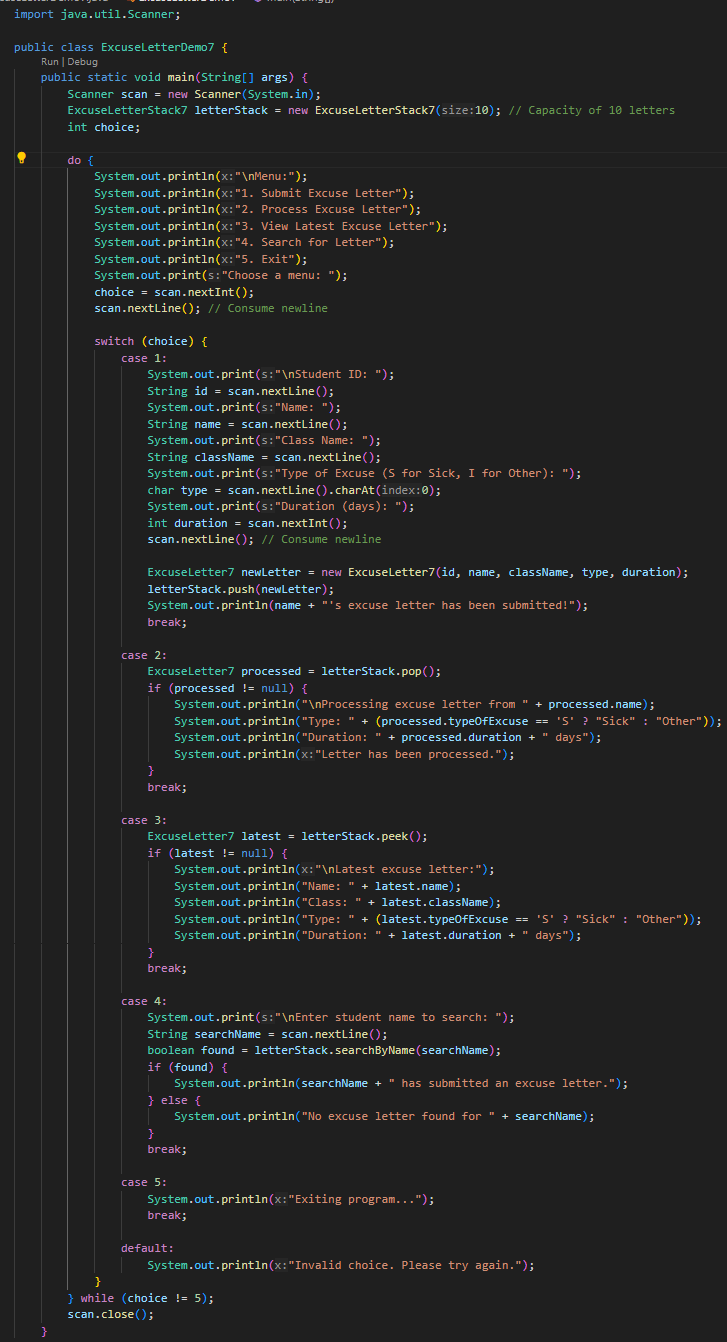 import java.util.Scanner;
public class ExcuseLetterDemo7 {
Run | Debug
public static void main(String[] args) {
Scanner scan = new Scanner(System.in);
ExcuseLetterStack7 letterStack = new ExcuseLetterStack7(size:10); // Capacity of 10 letters
int choice;
do {
System.out.println(x:"\nMenu:");
System.out.println(x:"1. Submit Excuse Letter");
System.out.println(x:"2. Process Excuse Letter");
System.out.println(x:"3. View Latest Excuse Letter");
System.out.println(x:"4. Search for Letter");
System.out.println(x:"5. Exit");
System.out.print(s:"Choose a menu: ");
choice = scan.nextInt();
scan.nextLine(); // Consume newline
switch (choice) {
case 1:
System.out.print(s:"\nStudent ID: ");
String id = scan.nextLine();
System.out.print(s:"Name: ");
String name = scan.nextLine();
System.out.print(s:"Class Name: ");
String className = scan.nextLine();
System.out.print(s:"Type of Excuse (S for Sick, I for Other): ");
char type = scan.nextLine().charAt(index:0);
System.out.print(s:"Duration (days): ");
int duration = scan.nextInt();
scan.nextLine(); // Consume newline
ExcuseLetter7 newLetter = new ExcuseLetter7(id, name, className, type, duration);
letterStack.push(newLetter);
System.out.println(name + "'s excuse letter has been submitted!");
break;
case 2:
ExcuseLetter7 processed = letterStack.pop();
if (processed != null) {
System.out.println("\nProcessing excuse letter from " + processed.name);
System.out.println("Type: " + (processed.typeOfExcuse == 'S' ? "Sick" : "Other"));
System.out.println("Duration: " + processed.duration + " days");
System.out.println(x:"Letter has been processed.");
}
break;
case 3:
ExcuseLetter7 latest = letterStack.peek();
if (latest != null) {
System.out.println(x:"\nLatest excuse letter:");
System.out.println("Name: " + latest.name);
System.out.println("Class: " + latest.className);
System.out.println("Type: " + (latest.typeOfExcuse == 'S' ? "Sick" : "Other"));
System.out.println("Duration: " + latest.duration + " days");
}
break;
case 4:
System.out.print(s:"\nEnter student name to search: ");
String searchName = scan.nextLine();
boolean found = letterStack.searchByName(searchName);
if (found) {
System.out.println(searchName + " has submitted an excuse letter.");
} else {
System.out.println("No excuse letter found for " + searchName);
}
break;
case 5:
System.out.println(x:"Exiting program...");
break;
default:
System.out.println(x:"Invalid choice. Please try again.");
}
} while (choice != 5);
scan.close();
}